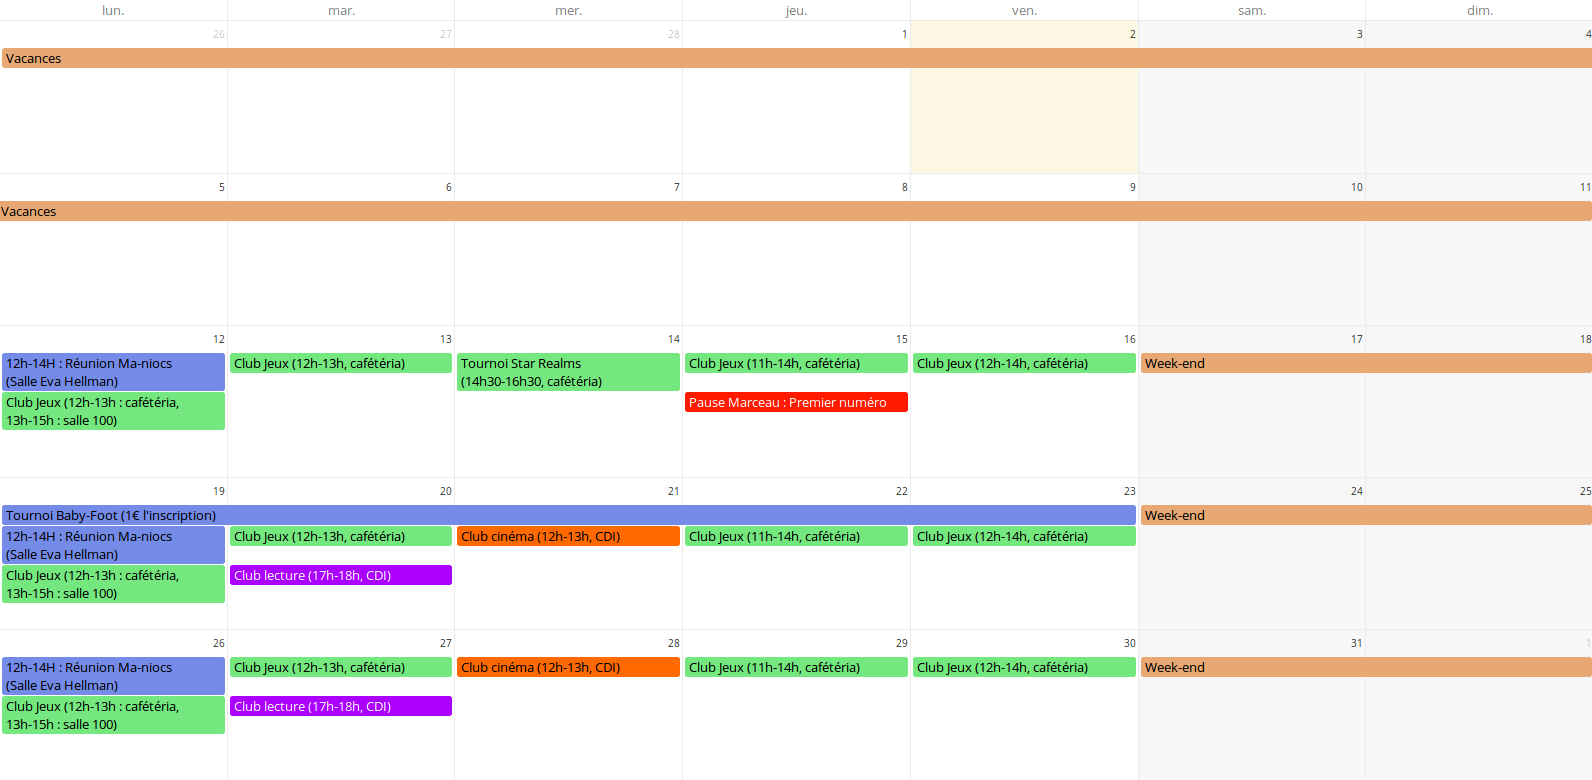 lun. mar. mer. jeu. ven. sam. dim.
26 27 28 1 2 3 4
Vacances
5 6 7 8 9 10 11
Vacances
12 13 14 15 16 17 18
12h-14H : Réunion Ma-niocs
(Salle Eva Hellman)
Club Jeux (12h-13h : cafétéria,
13h-15h : salle 100)
Club Jeux (12h-13h, cafétéria)
Tournoi Star Realms
(14h30-16h30, cafétéria)
Club Jeux (11h-14h, cafétéria)
Pause Marceau : Premier numéro
Club Jeux (12h-14h, cafétéria)
Week-end
19 20 21 22 23 24 25
Tournoi Baby-Foot (1€ l'inscription)
Week-end
12h-14H : Réunion Ma-niocs
(Salle Eva Hellman)
Club Jeux (12h-13h : cafétéria,
13h-15h : salle 100)
Club Jeux (12h-13h, cafétéria)
Club lecture (17h-18h, CDI)
Club cinéma (12h-13h, CDI)
Club Jeux (11h-14h, cafétéria)
Club Jeux (12h-14h, cafétéria)
26 27 28 29 30 31 1
12h-14H : Réunion Ma-niocs
(Salle Eva Hellman)
Club Jeux (12h-13h : cafétéria,
13h-15h : salle 100)
Club Jeux (12h-13h, cafétéria)
Club lecture (17h-18h, CDI)
Club cinéma (12h-13h, CDI)
Club Jeux (11h-14h, cafétéria)
Club Jeux (12h-14h, cafétéria)
Week-end